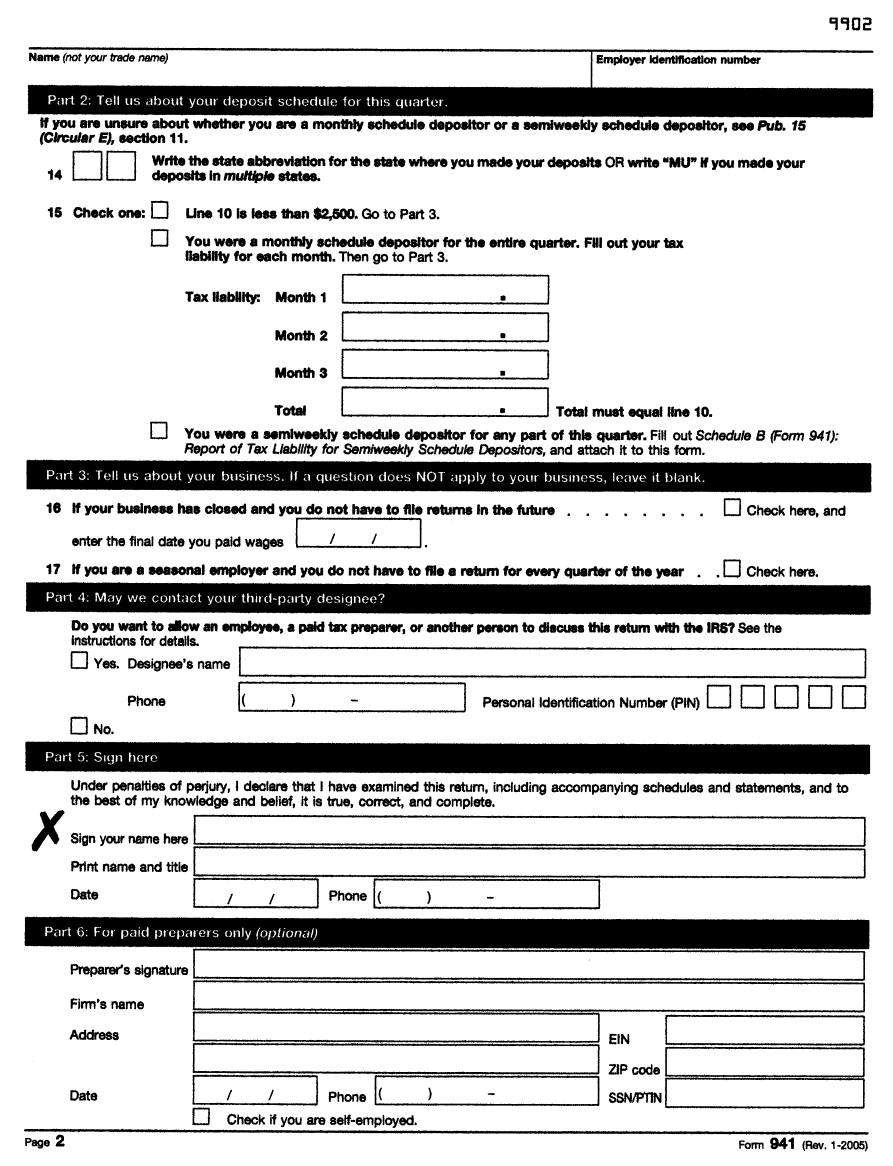 9902
Name (not your trade name)
Employer identification number
Part 2: Tell us about your deposit schedule for this quarter.
If you are unsure about whether you are a monthly schedule depositor or a semiweekly schedule depositor, see Pub. 15
(Circular E), section 11.
14 Write the state abbreviation for the state where you made your deposits OR write "MU" if you made your
deposits in multiple states.
15 Check one: Line 10 is less than $2,500. Go to Part 3.
You were a monthly schedule depositor for the entire quarter. Fill out your tax
liability for each month. Then go to Part 3.
Tax liability: Month 1 .
Month 2 .
Month 3 .
Total . Total must equal line 10.
You were a semiweekly schedule depositor for any part of this quarter. Fill out Schedule B (Form 941):
Report of Tax Liability for Semiweekly Schedule Depositors, and attach it to this form.
Part 3: Tell us about your business. If a question does NOT apply to your business, leave it blank.
16 If your business has closed and you do not have to file returns in the future . . . . . . . . Check here, and
enter the final date you paid wages / / .
17 If you are a seasonal employer and you do not have to file a return for every quarter of the year . . Check here.
Part 4: May we contact your third-party designee?
Do you want to allow an employee, a paid tax preparer, or another person to discuss this return with the IRS? See the
instructions for details.
Yes. Designee's name
Phone ( ) – Personal Identification Number (PIN)
No.
Part 5: Sign here
Under penalties of perjury, I declare that I have examined this return, including accompanying schedules and statements, and to
the best of my knowledge and belief, it is true, correct, and complete.
X Sign your name here
Print name and title
Date / / Phone ( ) –
Part 6: For paid preparers only (optional)
Preparer's signature
Firm's name
Address EIN
ZIP code
Date / / Phone ( ) – SSN/PTIN
Check if you are self-employed.
Page 2 Form 941 (Rev. 1-2005)